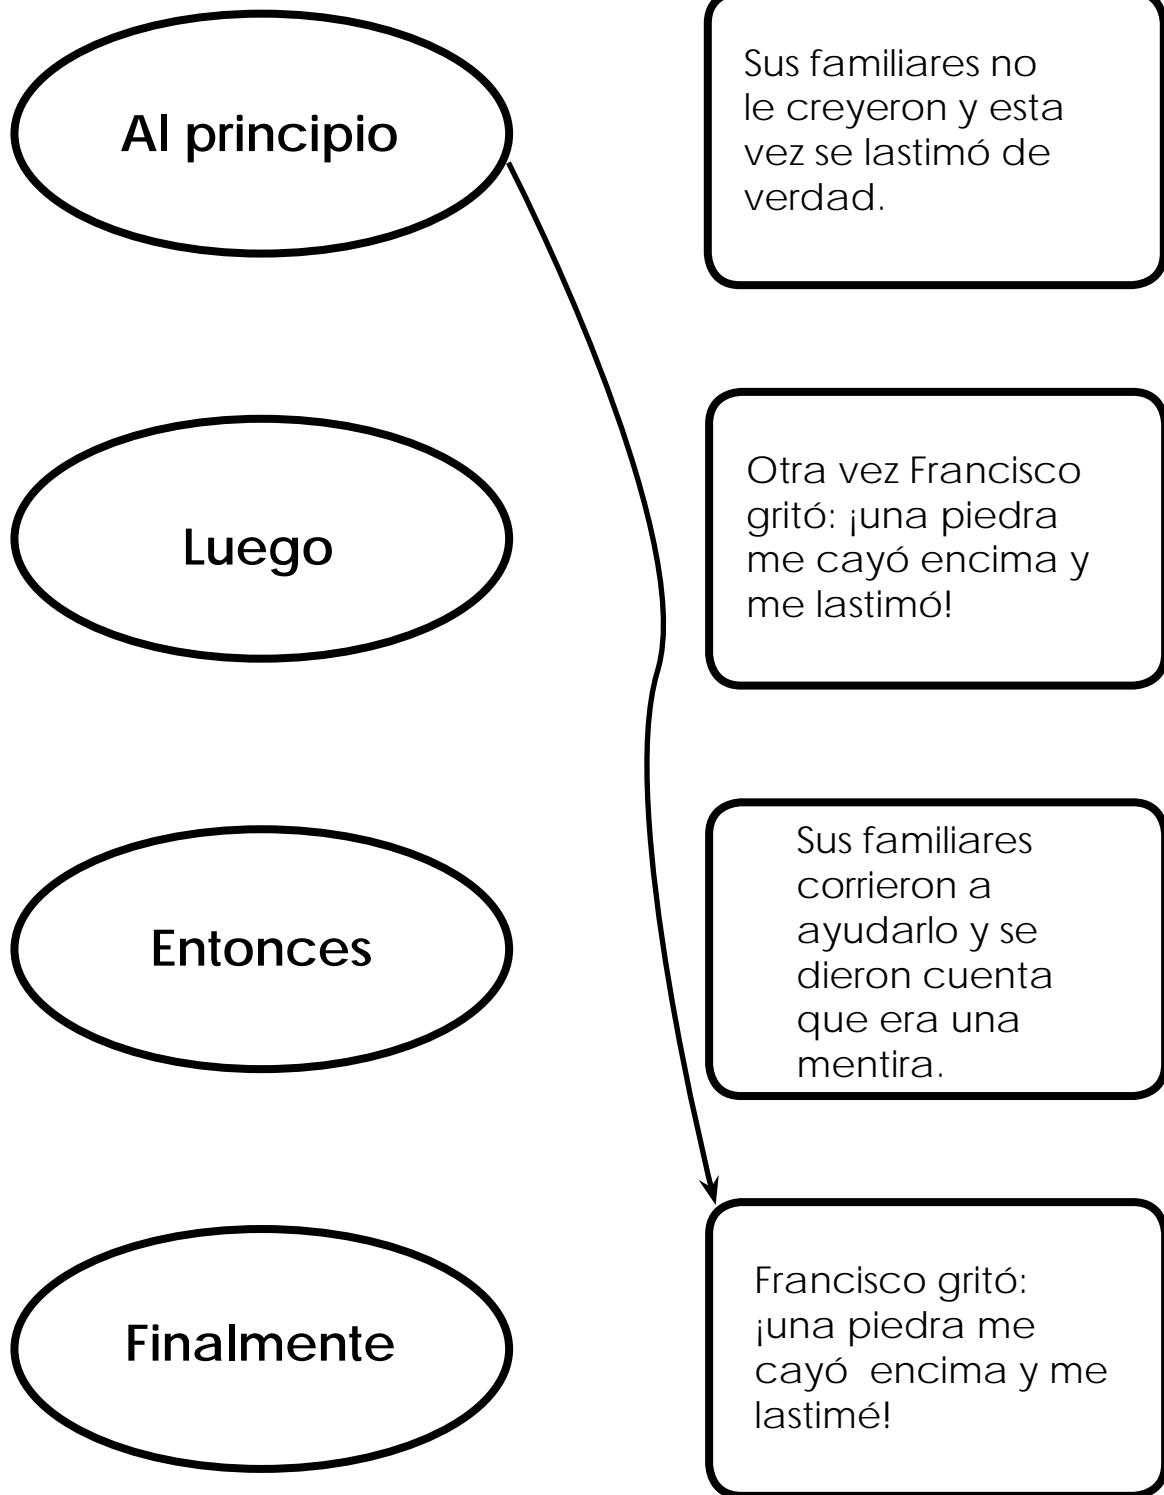 Al principio
Sus familiares no
le creyeron y esta
vez se lastimó de
verdad.
Luego
Otra vez Francisco
gritó: ¡una piedra
me cayó encima y
me lastimó!
Entonces
Sus familiares
corrieron a
ayudarlo y se
dieron cuenta
que era una
mentira.
Finalmente
Francisco gritó:
¡una piedra me
cayó  encima y me
lastimé!